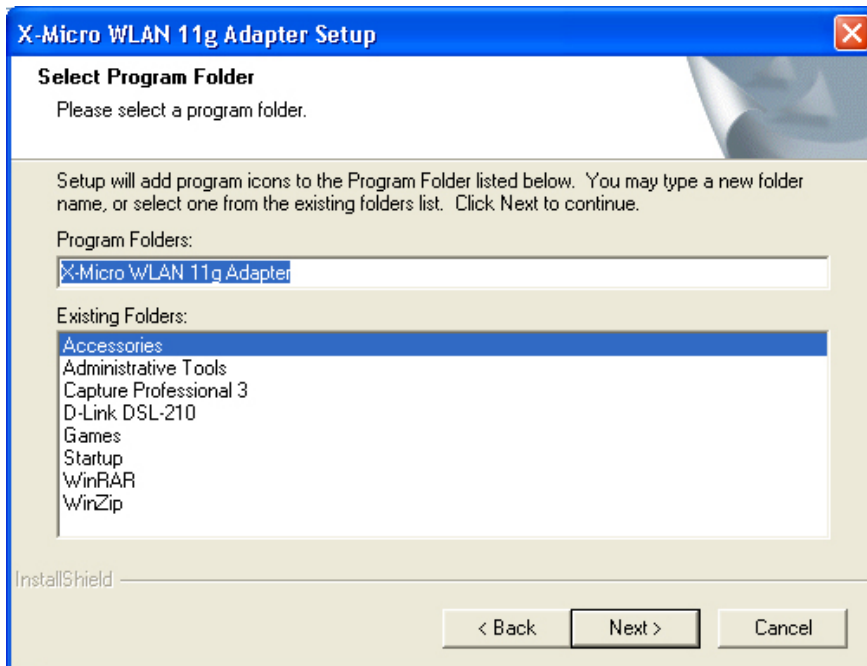 X-Micro WLAN 11g Adapter Setup
Select Program Folder
Please select a program folder.
Setup will add program icons to the Program Folder listed below.  You may type a new folder
name, or select one from the existing folders list.  Click Next to continue.
Program Folders:
X-Micro WLAN 11g Adapter
Existing Folders:
Accessories
Administrative Tools
Capture Professional 3
D-Link DSL-210
Games
Startup
WinRAR
WinZip
InstallShield
< Back
Next >
Cancel